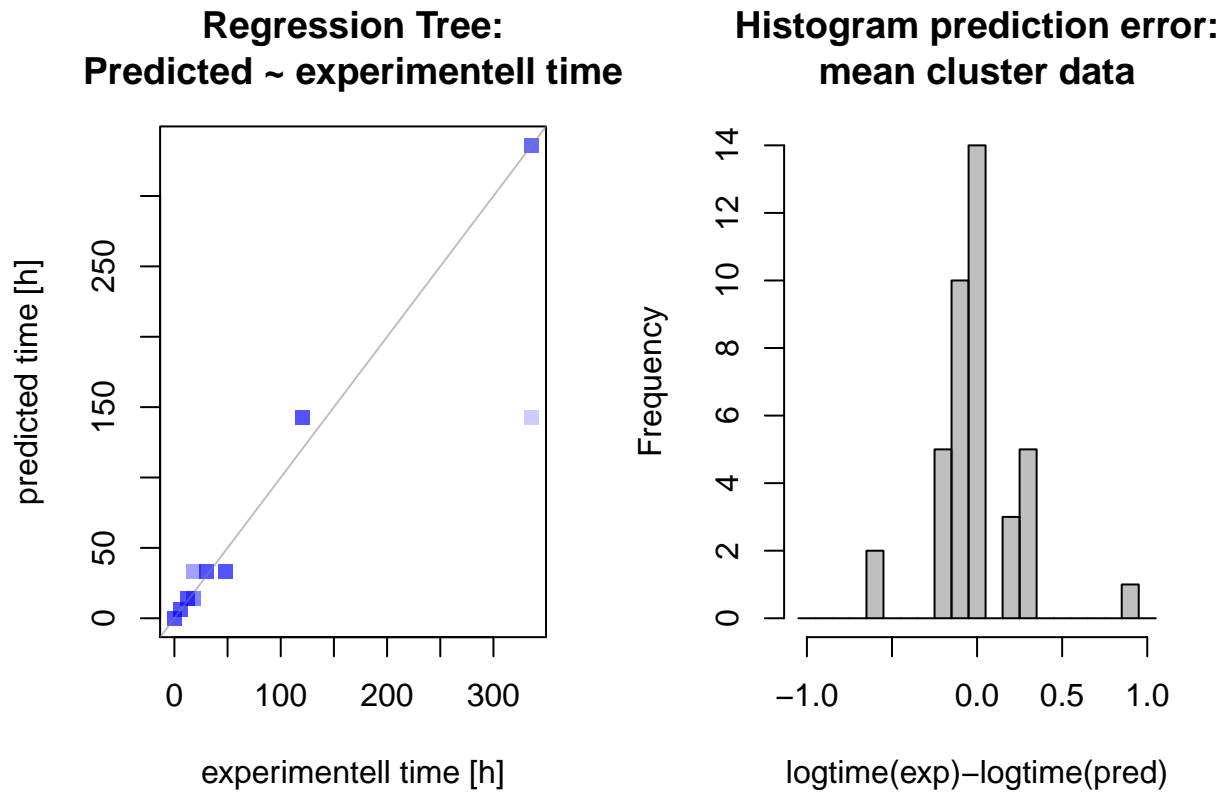 Regression Tree:
Predicted ~ experimentell time
predicted time [h]
250
150
50
0
0
100
200
300
experimentell time [h]
Histogram prediction error:
mean cluster data
Frequency
14
12
10
8
6
4
2
0
−1.0
0.0
0.5
1.0
logtime(exp)−logtime(pred)